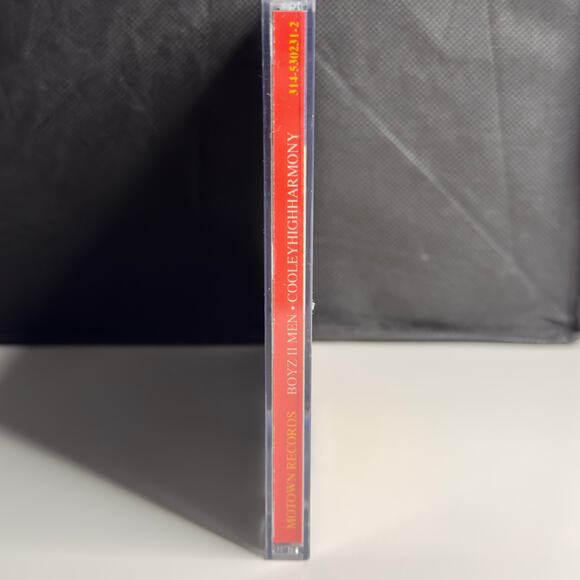 MOTOWN RECORDS BOYZ II MEN • COOLEYHIGHHARMONY 314-530231-2